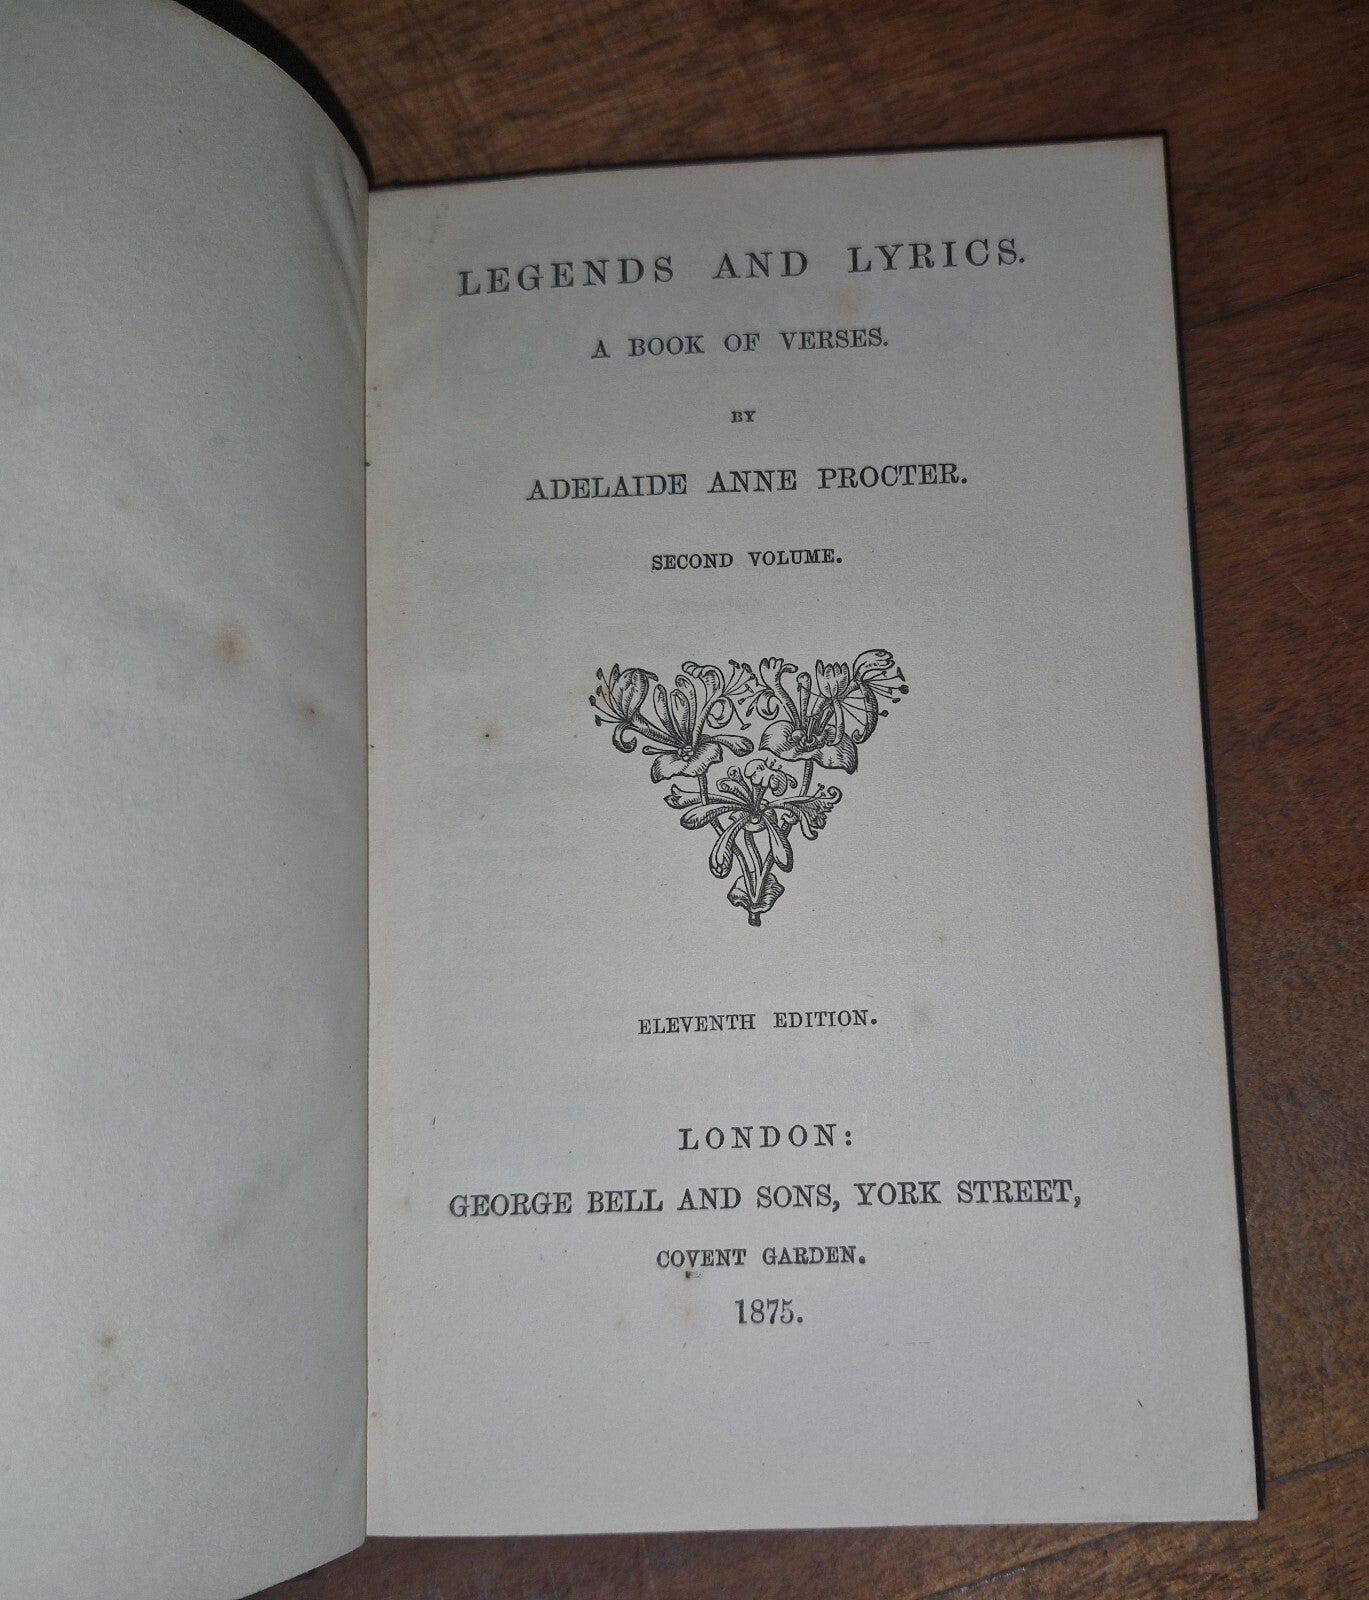 LEGENDS AND LYRICS.
A BOOK OF VERSES.
BY
ADELAIDE ANNE PROCTER.
SECOND VOLUME.
ELEVENTH EDITION.
LONDON:
GEORGE BELL AND SONS, YORK STREET,
COVENT GARDEN.
1875.